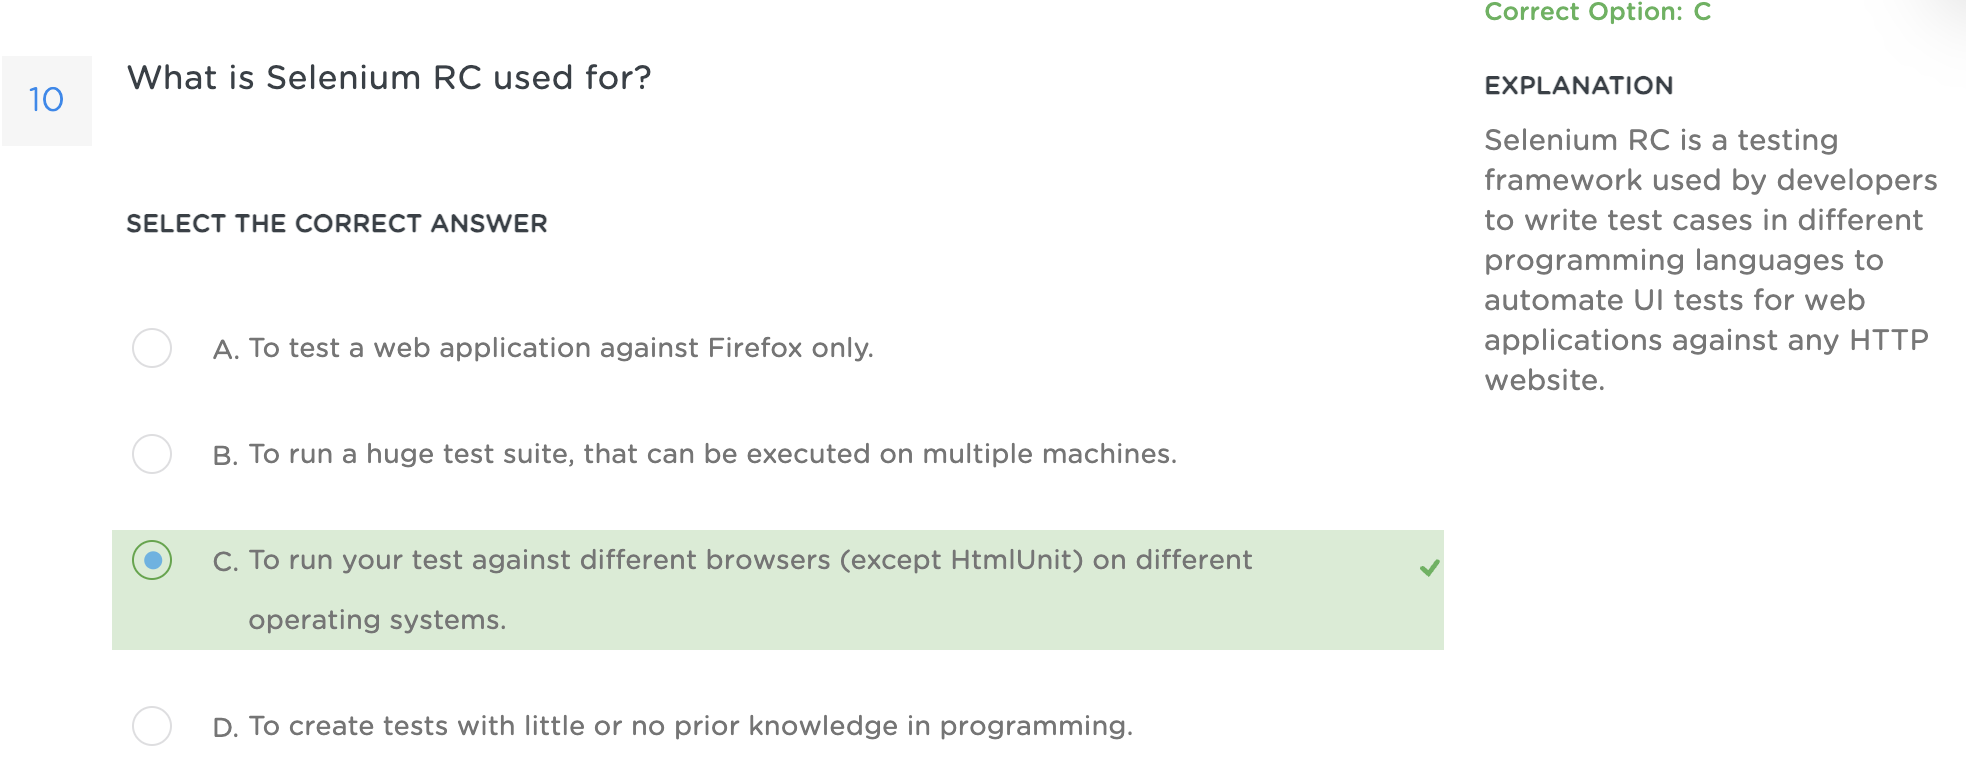 10
What is Selenium RC used for?
SELECT THE CORRECT ANSWER
A. To test a web application against Firefox only.
B. To run a huge test suite, that can be executed on multiple machines.
C. To run your test against different browsers (except HtmlUnit) on different
operating systems.
D. To create tests with little or no prior knowledge in programming.
Correct Option: C
EXPLANATION
Selenium RC is a testing
framework used by developers
to write test cases in different
programming languages to
automate UI tests for web
applications against any HTTP
website.